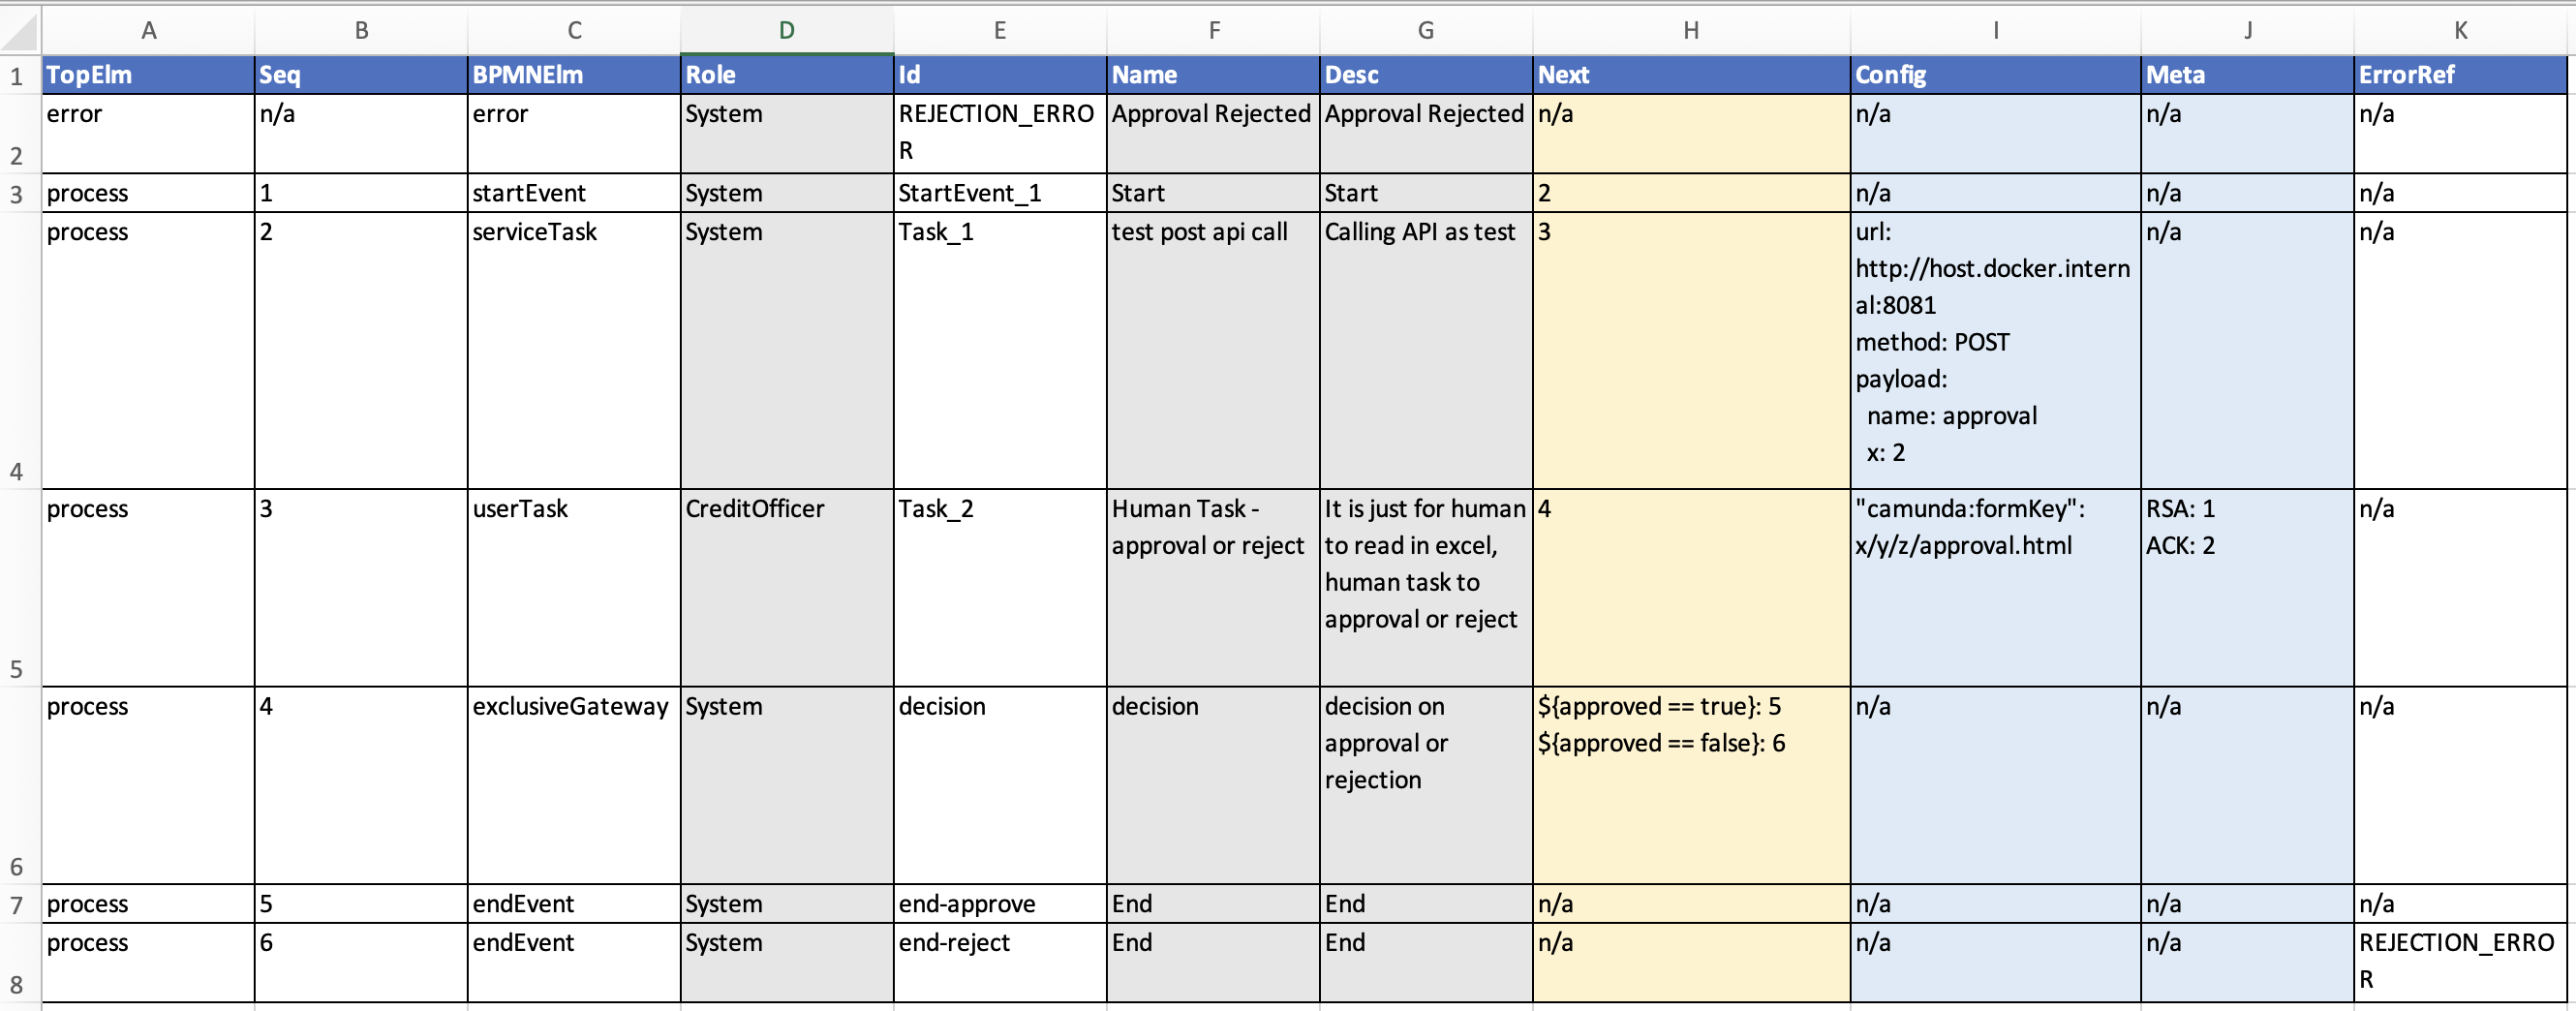 A B C D E F G H I J K
1 TopElm Seq BPMNElm Role Id Name Desc Next Config Meta ErrorRef
error n/a error System REJECTION_ERRO Approval Rejected Approval Rejected n/a n/a n/a n/a
2 R
3 process 1 startEvent System StartEvent_1 Start Start 2 n/a n/a n/a
process 2 serviceTask System Task_1 test post api call Calling API as test 3 url: n/a n/a
http://host.docker.intern
al:8081
method: POST
payload:
name: approval
4 x: 2
process 3 userTask CreditOfficer Task_2 Human Task - It is just for human 4 "camunda:formKey": RSA: 1 n/a
approval or reject to read in excel, x/y/z/approval.html ACK: 2
human task to
approval or reject
5
process 4 exclusiveGateway System decision decision decision on ${approved == true}: 5 n/a n/a n/a
approval or ${approved == false}: 6
rejection
6
7 process 5 endEvent System end-approve End End n/a n/a n/a n/a
process 6 endEvent System end-reject End End n/a n/a n/a REJECTION_ERRO
8 R